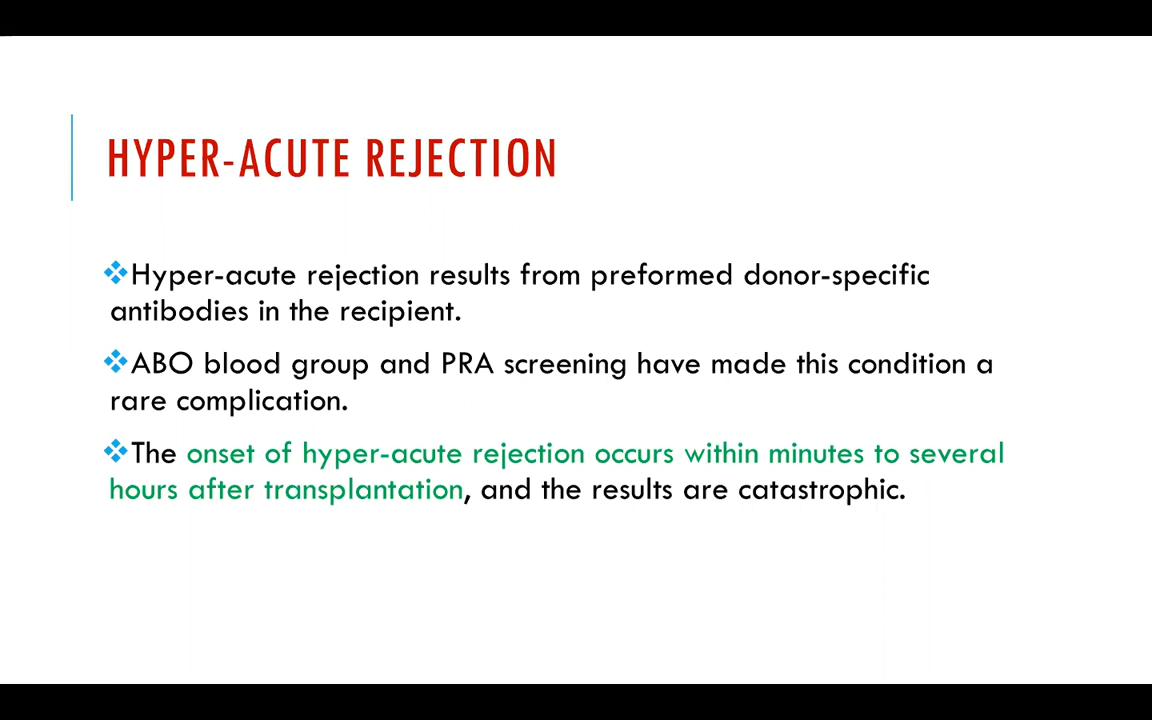 HYPER-ACUTE REJECTION
❖Hyper-acute rejection results from preformed donor-specific
antibodies in the recipient.
❖ABO blood group and PRA screening have made this condition a
rare complication.
❖The onset of hyper-acute rejection occurs within minutes to several
hours after transplantation, and the results are catastrophic.